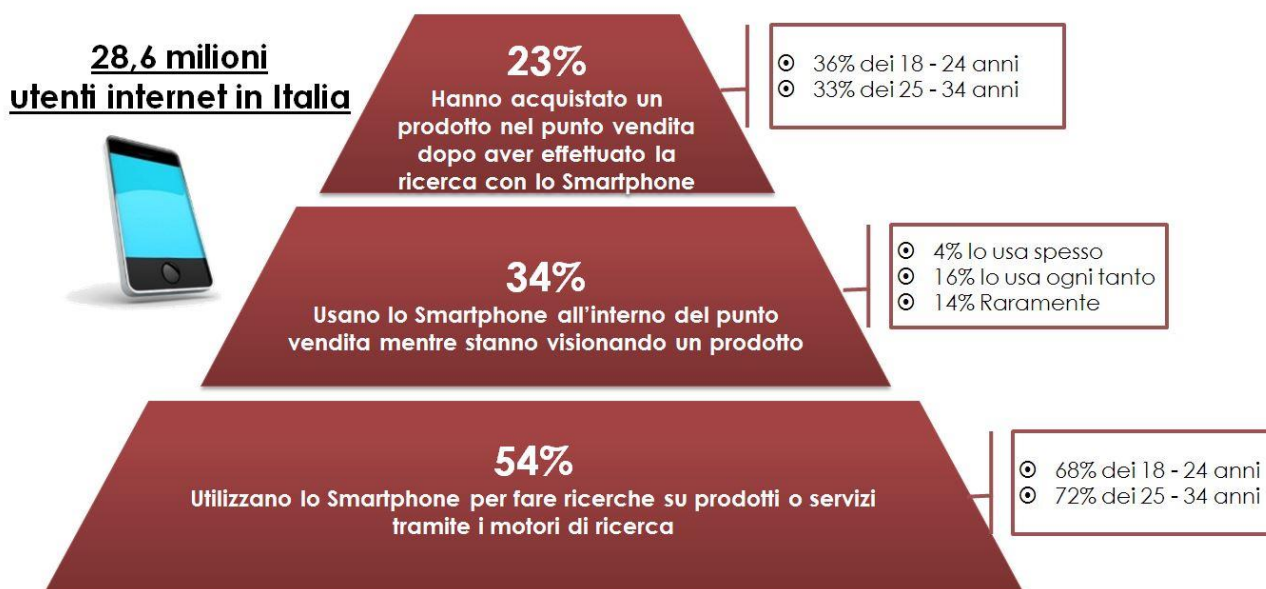 28,6 milioni
utenti internet in Italia
23%
Hanno acquistato un
prodotto nel punto vendita
dopo aver effettuato la
ricerca con lo Smartphone
36% dei 18 - 24 anni
33% dei 25 - 34 anni
34%
Usano lo Smartphone all'interno del punto
vendita mentre stanno visionando un prodotto
4% lo usa spesso
16% lo usa ogni tanto
14% Raramente
54%
Utilizzano lo Smartphone per fare ricerche su prodotti o servizi
tramite i motori di ricerca
68% dei 18 - 24 anni
72% dei 25 - 34 anni